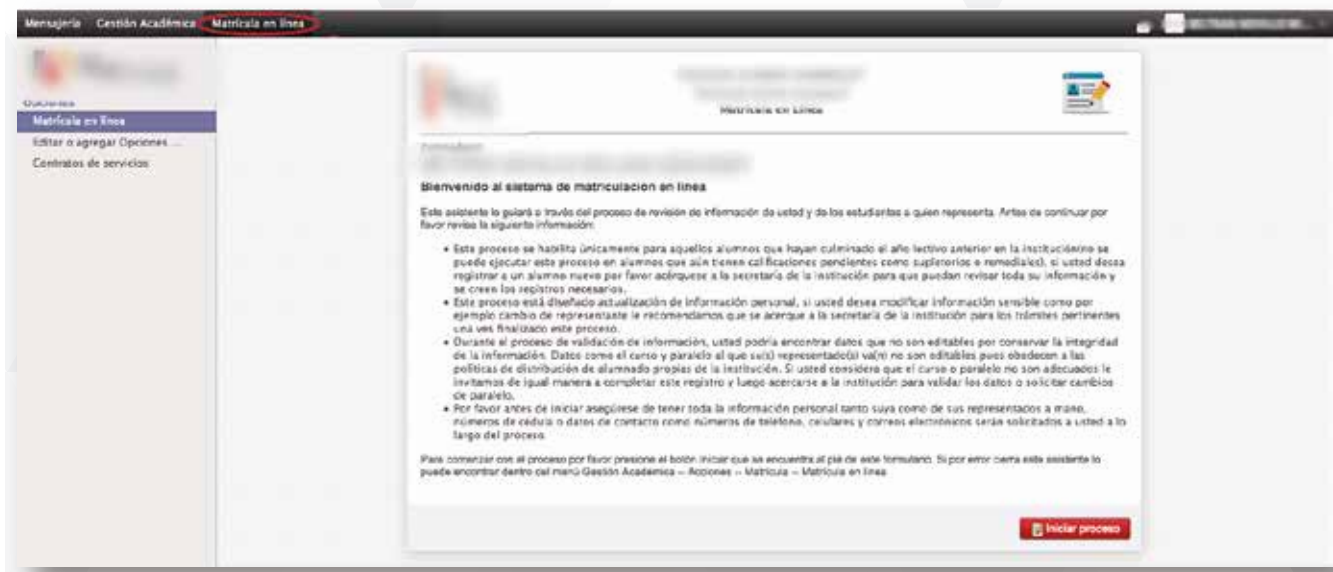 Mensajería Gestión Académica Matrícula en línea
Opciones
Matrícula en línea
Editar o agregar Opciones ...
Contratos de servicios
Matrícula en Línea
Bienvenido al sistema de matriculación en línea
Este asistente le guiará a través del proceso de revisión de información de usted y de los estudiantes a quien representa. Antes de continuar por
favor revise la siguiente información:
• Este proceso se habilita únicamente para aquellos alumnos que hayan culminado el año lectivo anterior en la institución(no se
puede ejecutar este proceso en alumnos que aún tienen calificaciones pendientes como supletorios o remediales), si usted desea
registrar a un alumno nuevo por favor acérquese a la secretaría de la institución para que puedan revisar toda su información y
se creen los registros necesarios.
• Este proceso está diseñado actualización de información personal, si usted desea modificar información sensible como por
ejemplo cambio de representante le recomendamos que se acerque a la secretaría de la institución para los trámites pertinentes
una ves finalizado este proceso.
• Durante el proceso de validación de información, usted podría encontrar datos que no son editables por conservar la integridad
de la información. Datos como el curso y paralelo al que su(s) representado(s) va(n) no son editables pues obedecen a las
políticas de distribución de alumnado propias de la institución. Si usted considera que el curso o paralelo no son adecuados le
invitamos de igual manera a completar este registro y luego acercarse a la institución para validar los datos o solicitar cambios
de paralelo.
• Por favor antes de iniciar asegúrese de tener toda la información personal tanto suya como de sus representados a mano,
números de cédula o datos de contacto como números de teléfono, celulares y correos electrónicos serán solicitados a usted a lo
largo del proceso.
Para comenzar con el proceso por favor presione el botón Iniciar que se encuentra al pié de este formulario. Si por error cierra este asistente lo
puede encontrar dentro del menú Gestión Académica -- Acciones -- Matrícula -- Matrícula en línea
Iniciar proceso